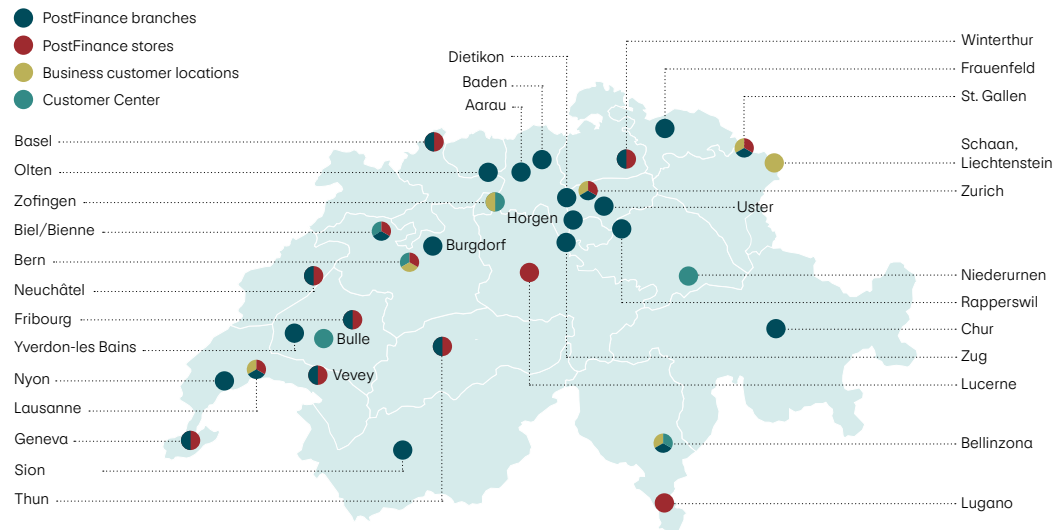 PostFinance branches
PostFinance stores
Business customer locations
Customer Center
Basel
Olten
Zofingen
Biel/Bienne
Bern
Neuchâtel
Fribourg
Yverdon-les Bains
Nyon
Lausanne
Geneva
Sion
Thun
Dietikon
Baden
Aarau
Horgen
Burgdorf
Bulle
Vevey
Uster
Winterthur
Frauenfeld
St. Gallen
Schaan,
Liechtenstein
Zurich
Niederurnen
Rapperswil
Chur
Zug
Lucerne
Bellinzona
Lugano